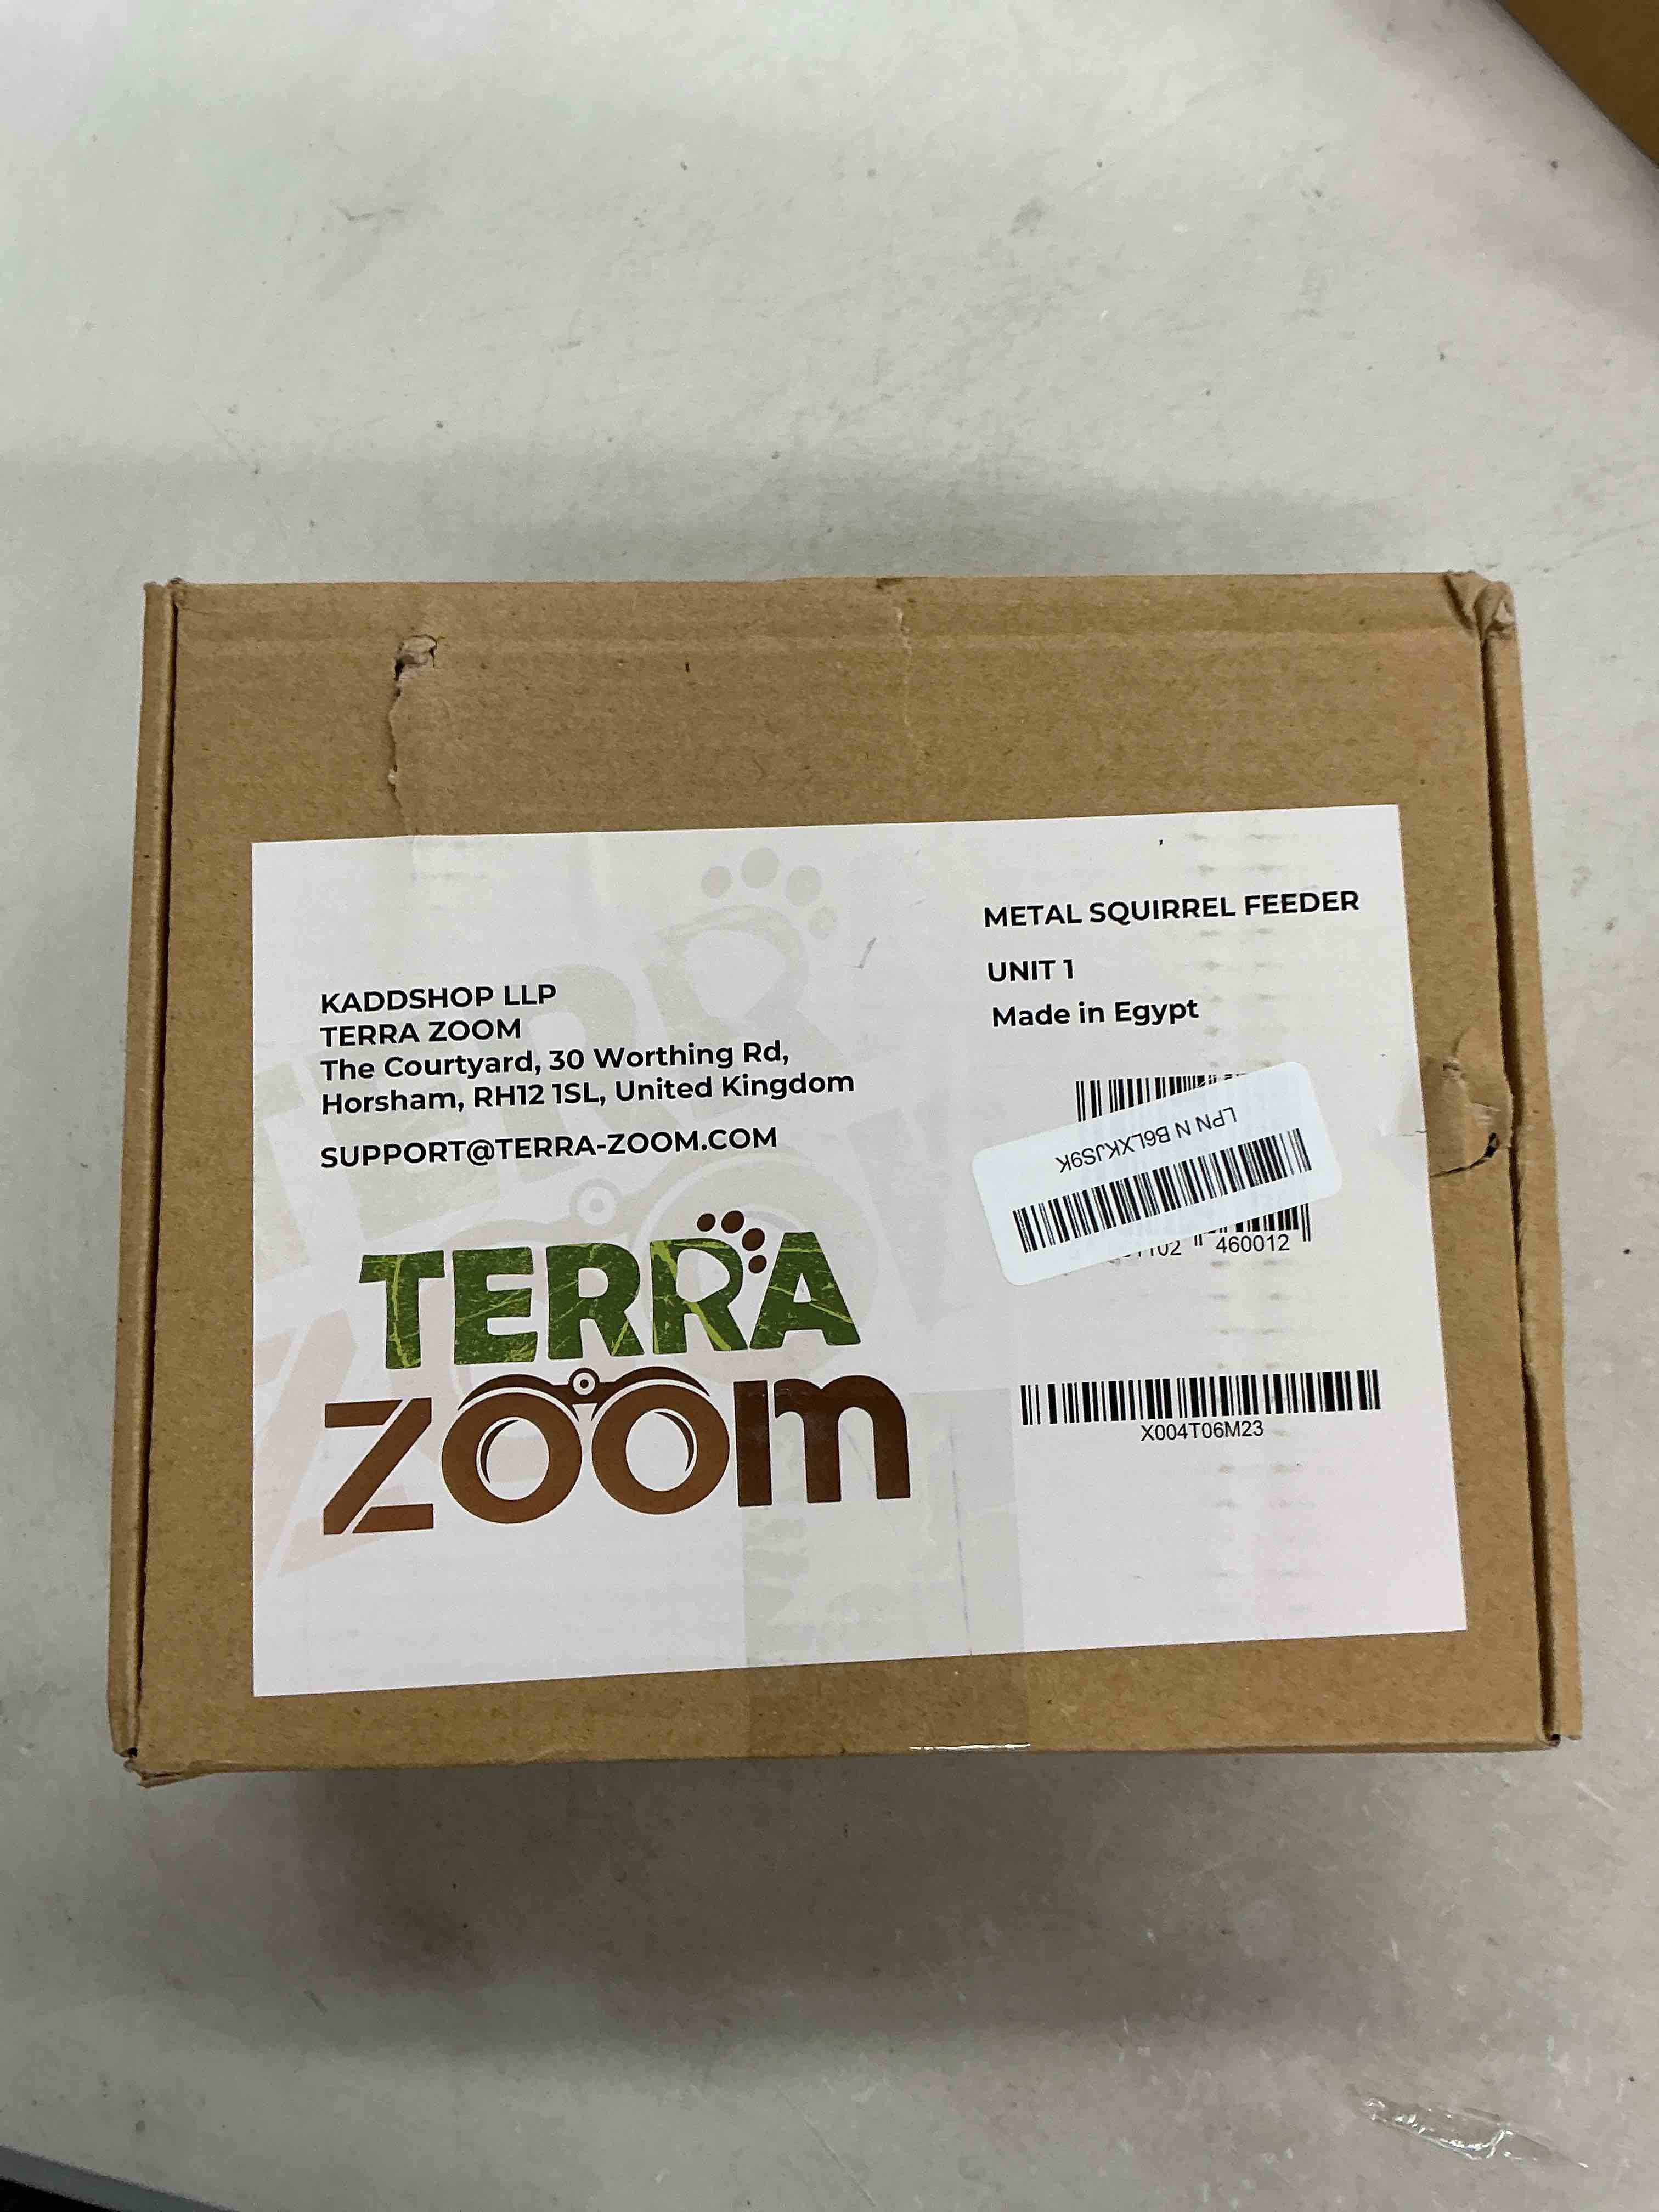 KADDSHOP LLP
TERRA ZOOM
The Courtyard, 30 Worthing Rd,
Horsham, RH12 1SL, United Kingdom
SUPPORT@TERRA-ZOOM.COM
TERRA
ZOOM
METAL SQUIRREL FEEDER
UNIT 1
Made in Egypt
LPN N B6LXKJS9K
460012
X004T06M23